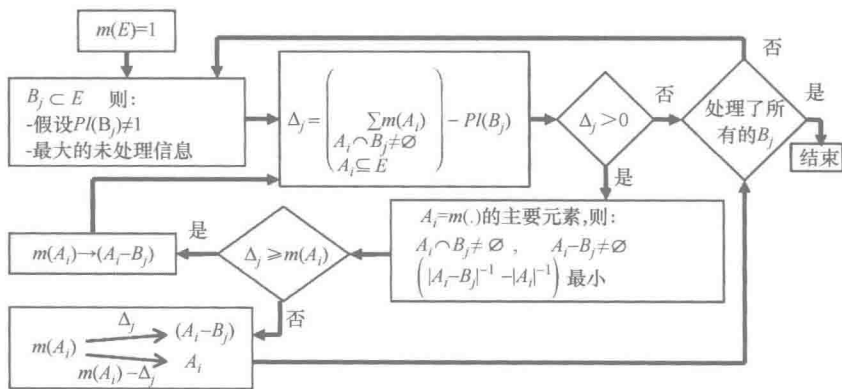 m(E)=1
B_j ⊂ E 则:
-假设Pl(B_j)≠1
-最大的未处理信息
Δ_j = ( ∑m(A_i) ) − Pl(B_j)
A_i∩B_j≠∅
A_i⊆E
Δ_j>0
否
是
处理了所
有的B_j
否
是
结束
A_i=m(.)的主要元素,则:
A_i∩B_j≠∅ , A_i−B_j≠∅
(|A_i−B_j|^{-1} −|A_i|^{-1}) 最小
Δ_j⩾m(A_i)
是
否
m(A_i)→(A_i−B_j)
Δ_j (A_i−B_j)
m(A_i)
A_i
m(A_i)−Δ_j